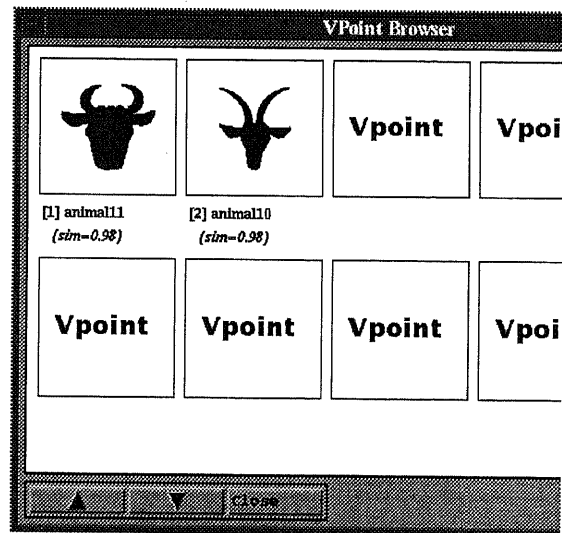 VPoint Browser
Vpoint
Vpoi
[1] animal11
(sim=0.98)
[2] animal10
(sim=0.98)
Vpoint
Vpoint
Vpoint
Vpoi
Close